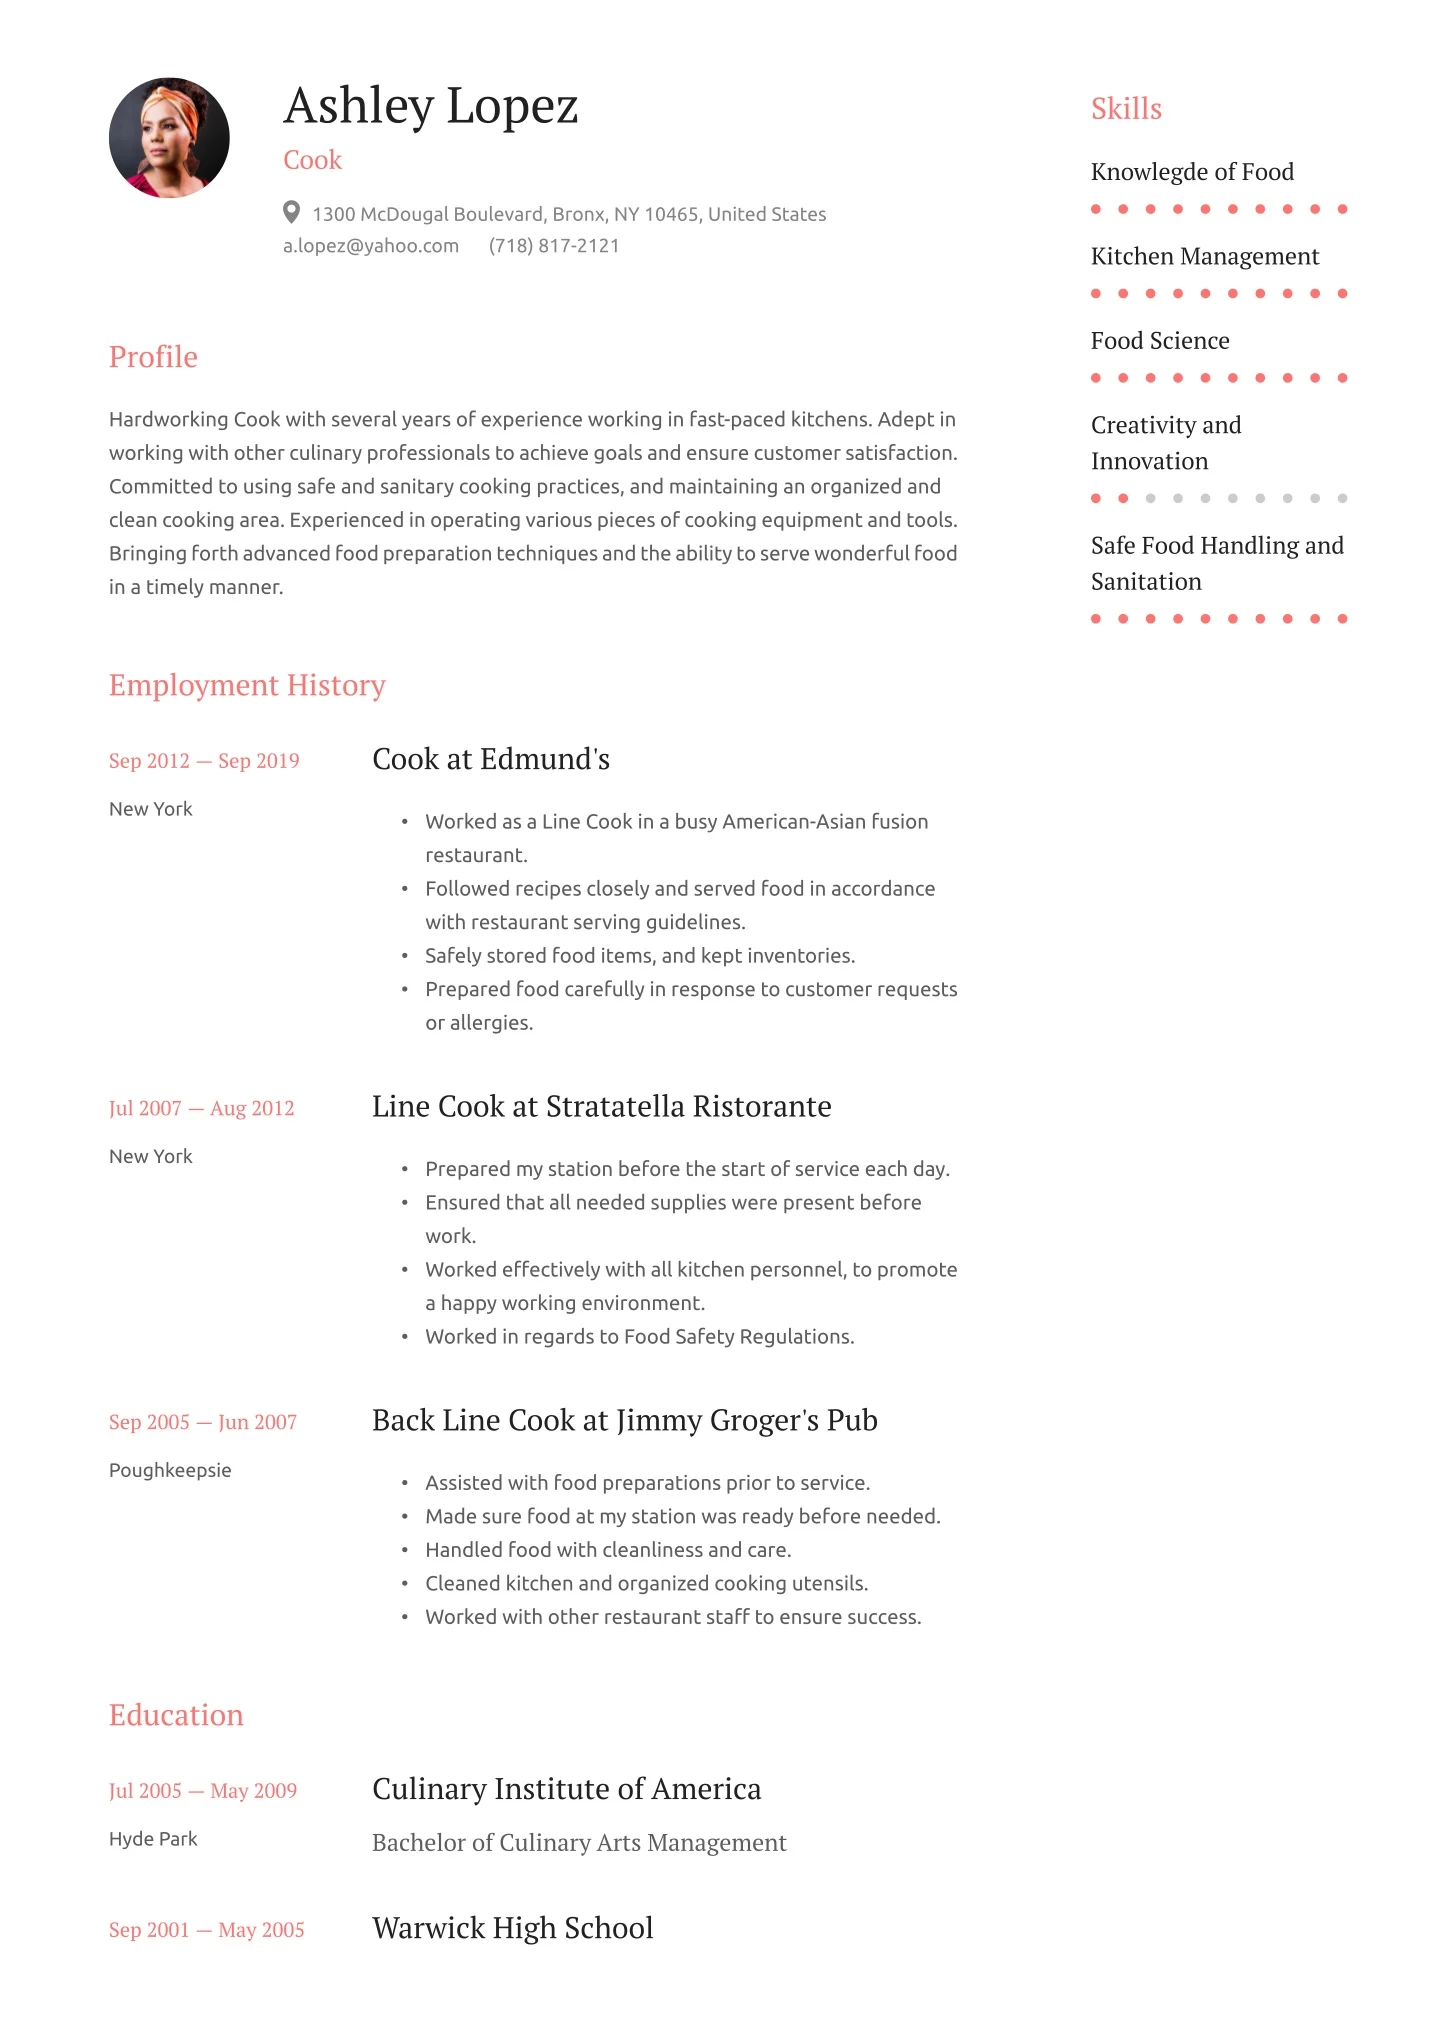 Ashley Lopez
Cook
1300 McDougal Boulevard, Bronx, NY 10465, United States
a.lopez@yahoo.com (718) 817-2121
Profile
Hardworking Cook with several years of experience working in fast-paced kitchens. Adept in
working with other culinary professionals to achieve goals and ensure customer satisfaction.
Committed to using safe and sanitary cooking practices, and maintaining an organized and
clean cooking area. Experienced in operating various pieces of cooking equipment and tools.
Bringing forth advanced food preparation techniques and the ability to serve wonderful food
in a timely manner.
Employment History
Sep 2012 — Sep 2019
New York
Cook at Edmund's
• Worked as a Line Cook in a busy American-Asian fusion
restaurant.
• Followed recipes closely and served food in accordance
with restaurant serving guidelines.
• Safely stored food items, and kept inventories.
• Prepared food carefully in response to customer requests
or allergies.
Jul 2007 — Aug 2012
New York
Line Cook at Stratatella Ristorante
• Prepared my station before the start of service each day.
• Ensured that all needed supplies were present before
work.
• Worked effectively with all kitchen personnel, to promote
a happy working environment.
• Worked in regards to Food Safety Regulations.
Sep 2005 — Jun 2007
Poughkeepsie
Back Line Cook at Jimmy Groger's Pub
• Assisted with food preparations prior to service.
• Made sure food at my station was ready before needed.
• Handled food with cleanliness and care.
• Cleaned kitchen and organized cooking utensils.
• Worked with other restaurant staff to ensure success.
Education
Jul 2005 — May 2009
Hyde Park
Culinary Institute of America
Bachelor of Culinary Arts Management
Sep 2001 — May 2005
Warwick High School
Skills
Knowlegde of Food
Kitchen Management
Food Science
Creativity and
Innovation
Safe Food Handling and
Sanitation